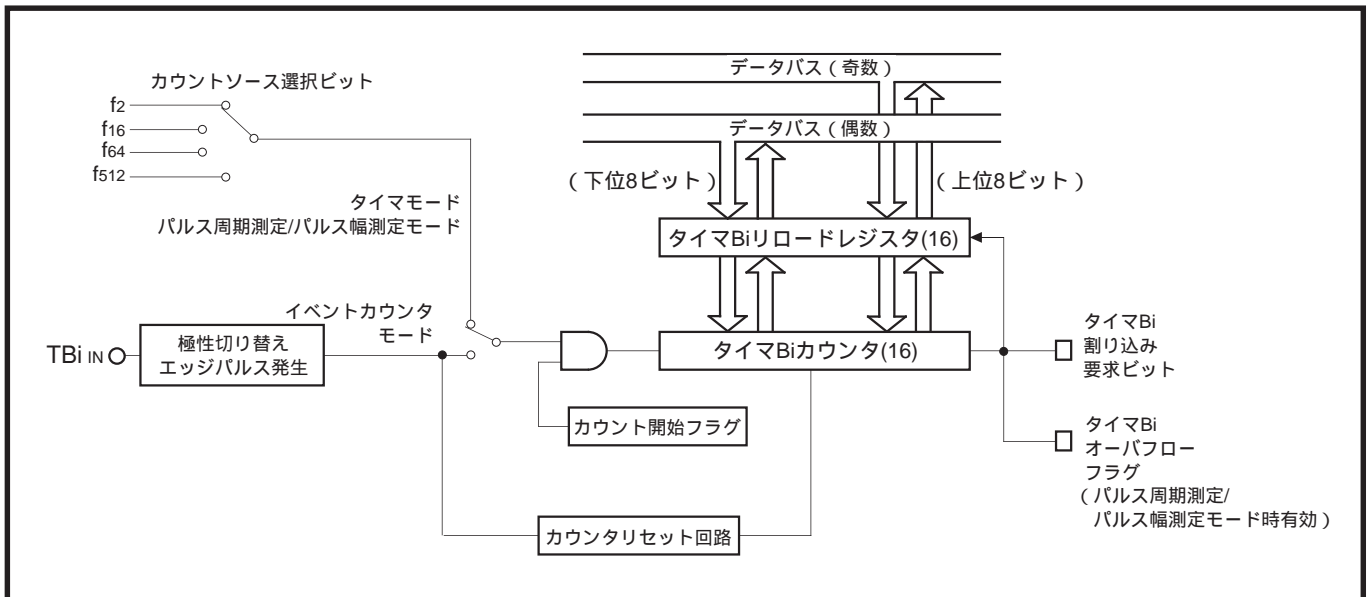 データバス（奇数）
カウントソース選択ビット
f2
f16
f64
f512
データバス（偶数）
（下位8ビット）
（上位8ビット）
タイマモード
パルス周期測定/パルス幅測定モード
タイマBiリロードレジスタ(16)
イベントカウンタ
モード
TBi IN
極性切り替え
エッジパルス発生
タイマBiカウンタ(16)
タイマBi
割り込み
要求ビット
カウント開始フラグ
タイマBi
オーバフロー
フラグ
（パルス周期測定/
パルス幅測定モード時有効）
カウンタリセット回路